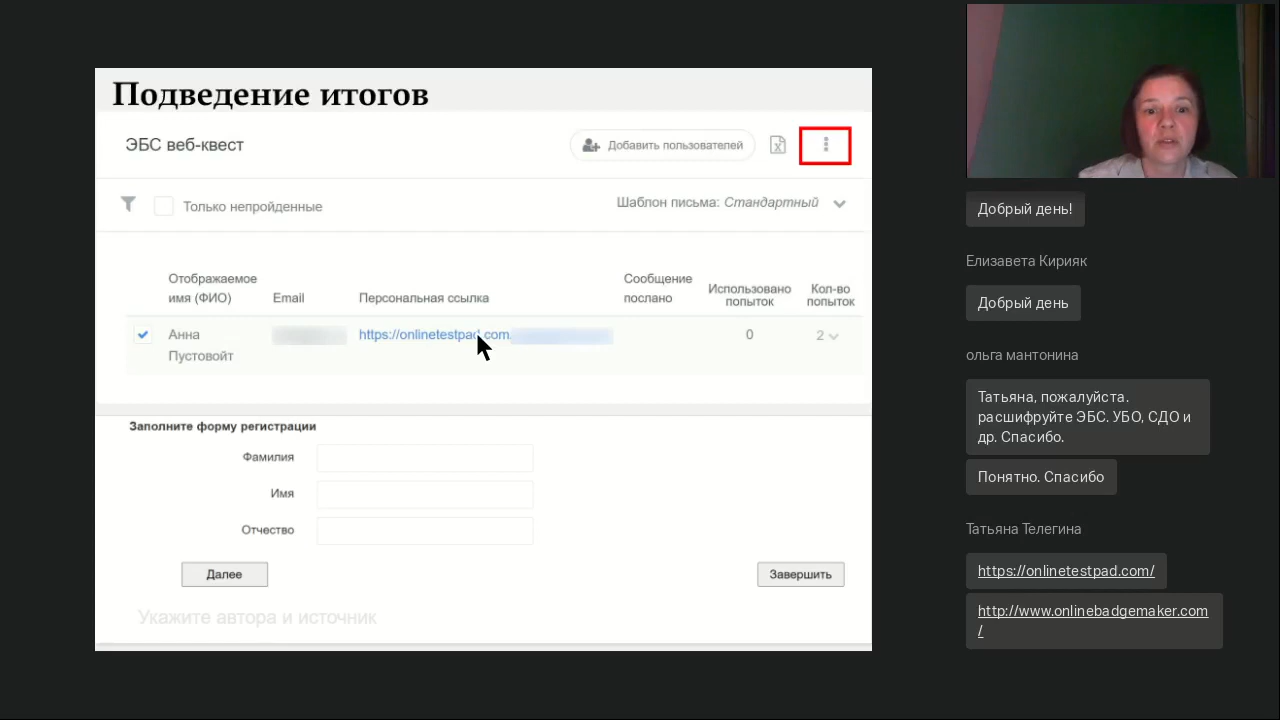 Подведение итогов
ЭБС веб-квест
Добавить пользователей
Только непройденные
Шаблон письма: Стандартный
Отображаемое
имя (ФИО)
Email
Персональная ссылка
Сообщение
послано
Использовано
попыток
Кол-во
попыток
Анна
Пустовойт
https://onlinetestpad.com
0
2
Заполните форму регистрации
Фамилия
Имя
Отчество
Далее
Завершить
Укажите автора и источник
Добрый день!
Елизавета Кирияк
Добрый день
ольга мантонина
Татьяна, пожалуйста.
расшифруйте ЭБС. УБО, СДО и
др. Спасибо.
Понятно. Спасибо
Татьяна Телегина
https://onlinetestpad.com/
http://www.onlinebadgemaker.com
/